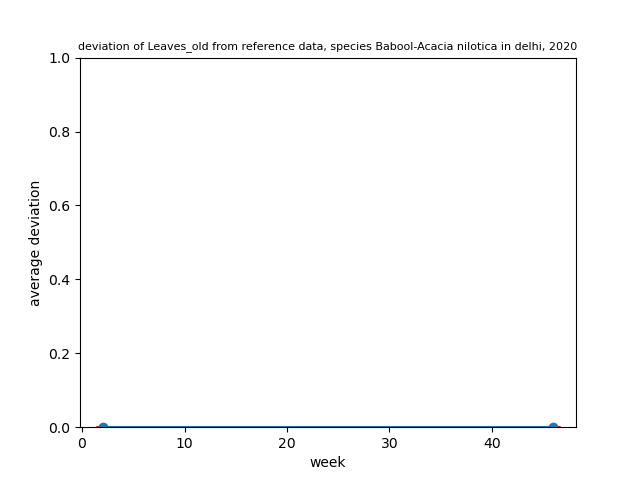 deviation of Leaves_old from reference data, species Babool-Acacia nilotica in delhi, 2020
1.0
0.8
0.6
0.4
0.2
0.0
average deviation
0 10 20 30 40
week